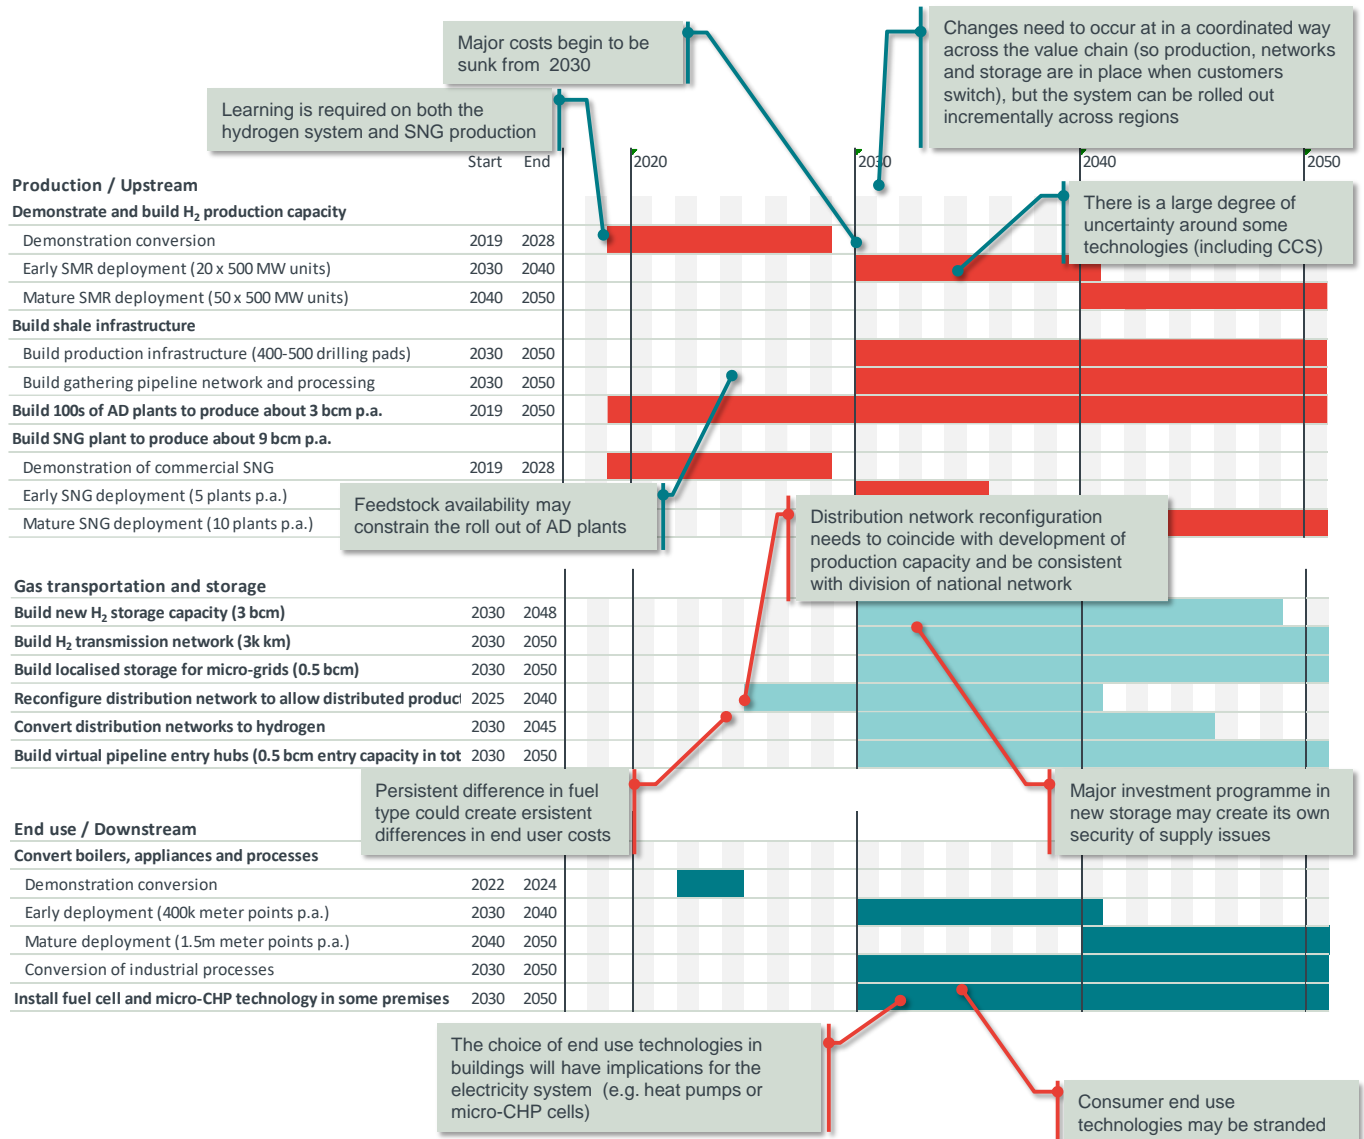 Major costs begin to be
sunk from 2030
Changes need to occur at in a coordinated way
across the value chain (so production, networks
and storage are in place when customers
switch), but the system can be rolled out
incrementally across regions
Learning is required on both the
hydrogen system and SNG production
Start End 2020 2030 2040 2050
Production / Upstream
Demonstrate and build H₂ production capacity
There is a large degree of
uncertainty around some
technologies (including CCS)
Demonstration conversion 2019 2028
Early SMR deployment (20 x 500 MW units) 2030 2040
Mature SMR deployment (50 x 500 MW units) 2040 2050
Build shale infrastructure
Build production infrastructure (400-500 drilling pads) 2030 2050
Build gathering pipeline network and processing 2030 2050
Build 100s of AD plants to produce about 3 bcm p.a. 2019 2050
Build SNG plant to produce about 9 bcm p.a.
Demonstration of commercial SNG 2019 2028
Early SNG deployment (5 plants p.a.)
Mature SNG deployment (10 plants p.a.)
Feedstock availability may
constrain the roll out of AD plants
Distribution network reconfiguration
needs to coincide with development of
production capacity and be consistent
with division of national network
Gas transportation and storage
Build new H₂ storage capacity (3 bcm) 2030 2048
Build H₂ transmission network (3k km) 2030 2050
Build localised storage for micro-grids (0.5 bcm) 2030 2050
Reconfigure distribution network to allow distributed product 2025 2040
Convert distribution networks to hydrogen 2030 2045
Build virtual pipeline entry hubs (0.5 bcm entry capacity in tot 2030 2050
Persistent difference in fuel
type could create ersistent
differences in end user costs
Major investment programme in
new storage may create its own
security of supply issues
End use / Downstream
Convert boilers, appliances and processes
Demonstration conversion 2022 2024
Early deployment (400k meter points p.a.) 2030 2040
Mature deployment (1.5m meter points p.a.) 2040 2050
Conversion of industrial processes 2030 2050
Install fuel cell and micro-CHP technology in some premises 2030 2050
The choice of end use technologies in
buildings will have implications for the
electricity system (e.g. heat pumps or
micro-CHP cells)
Consumer end use
technologies may be stranded